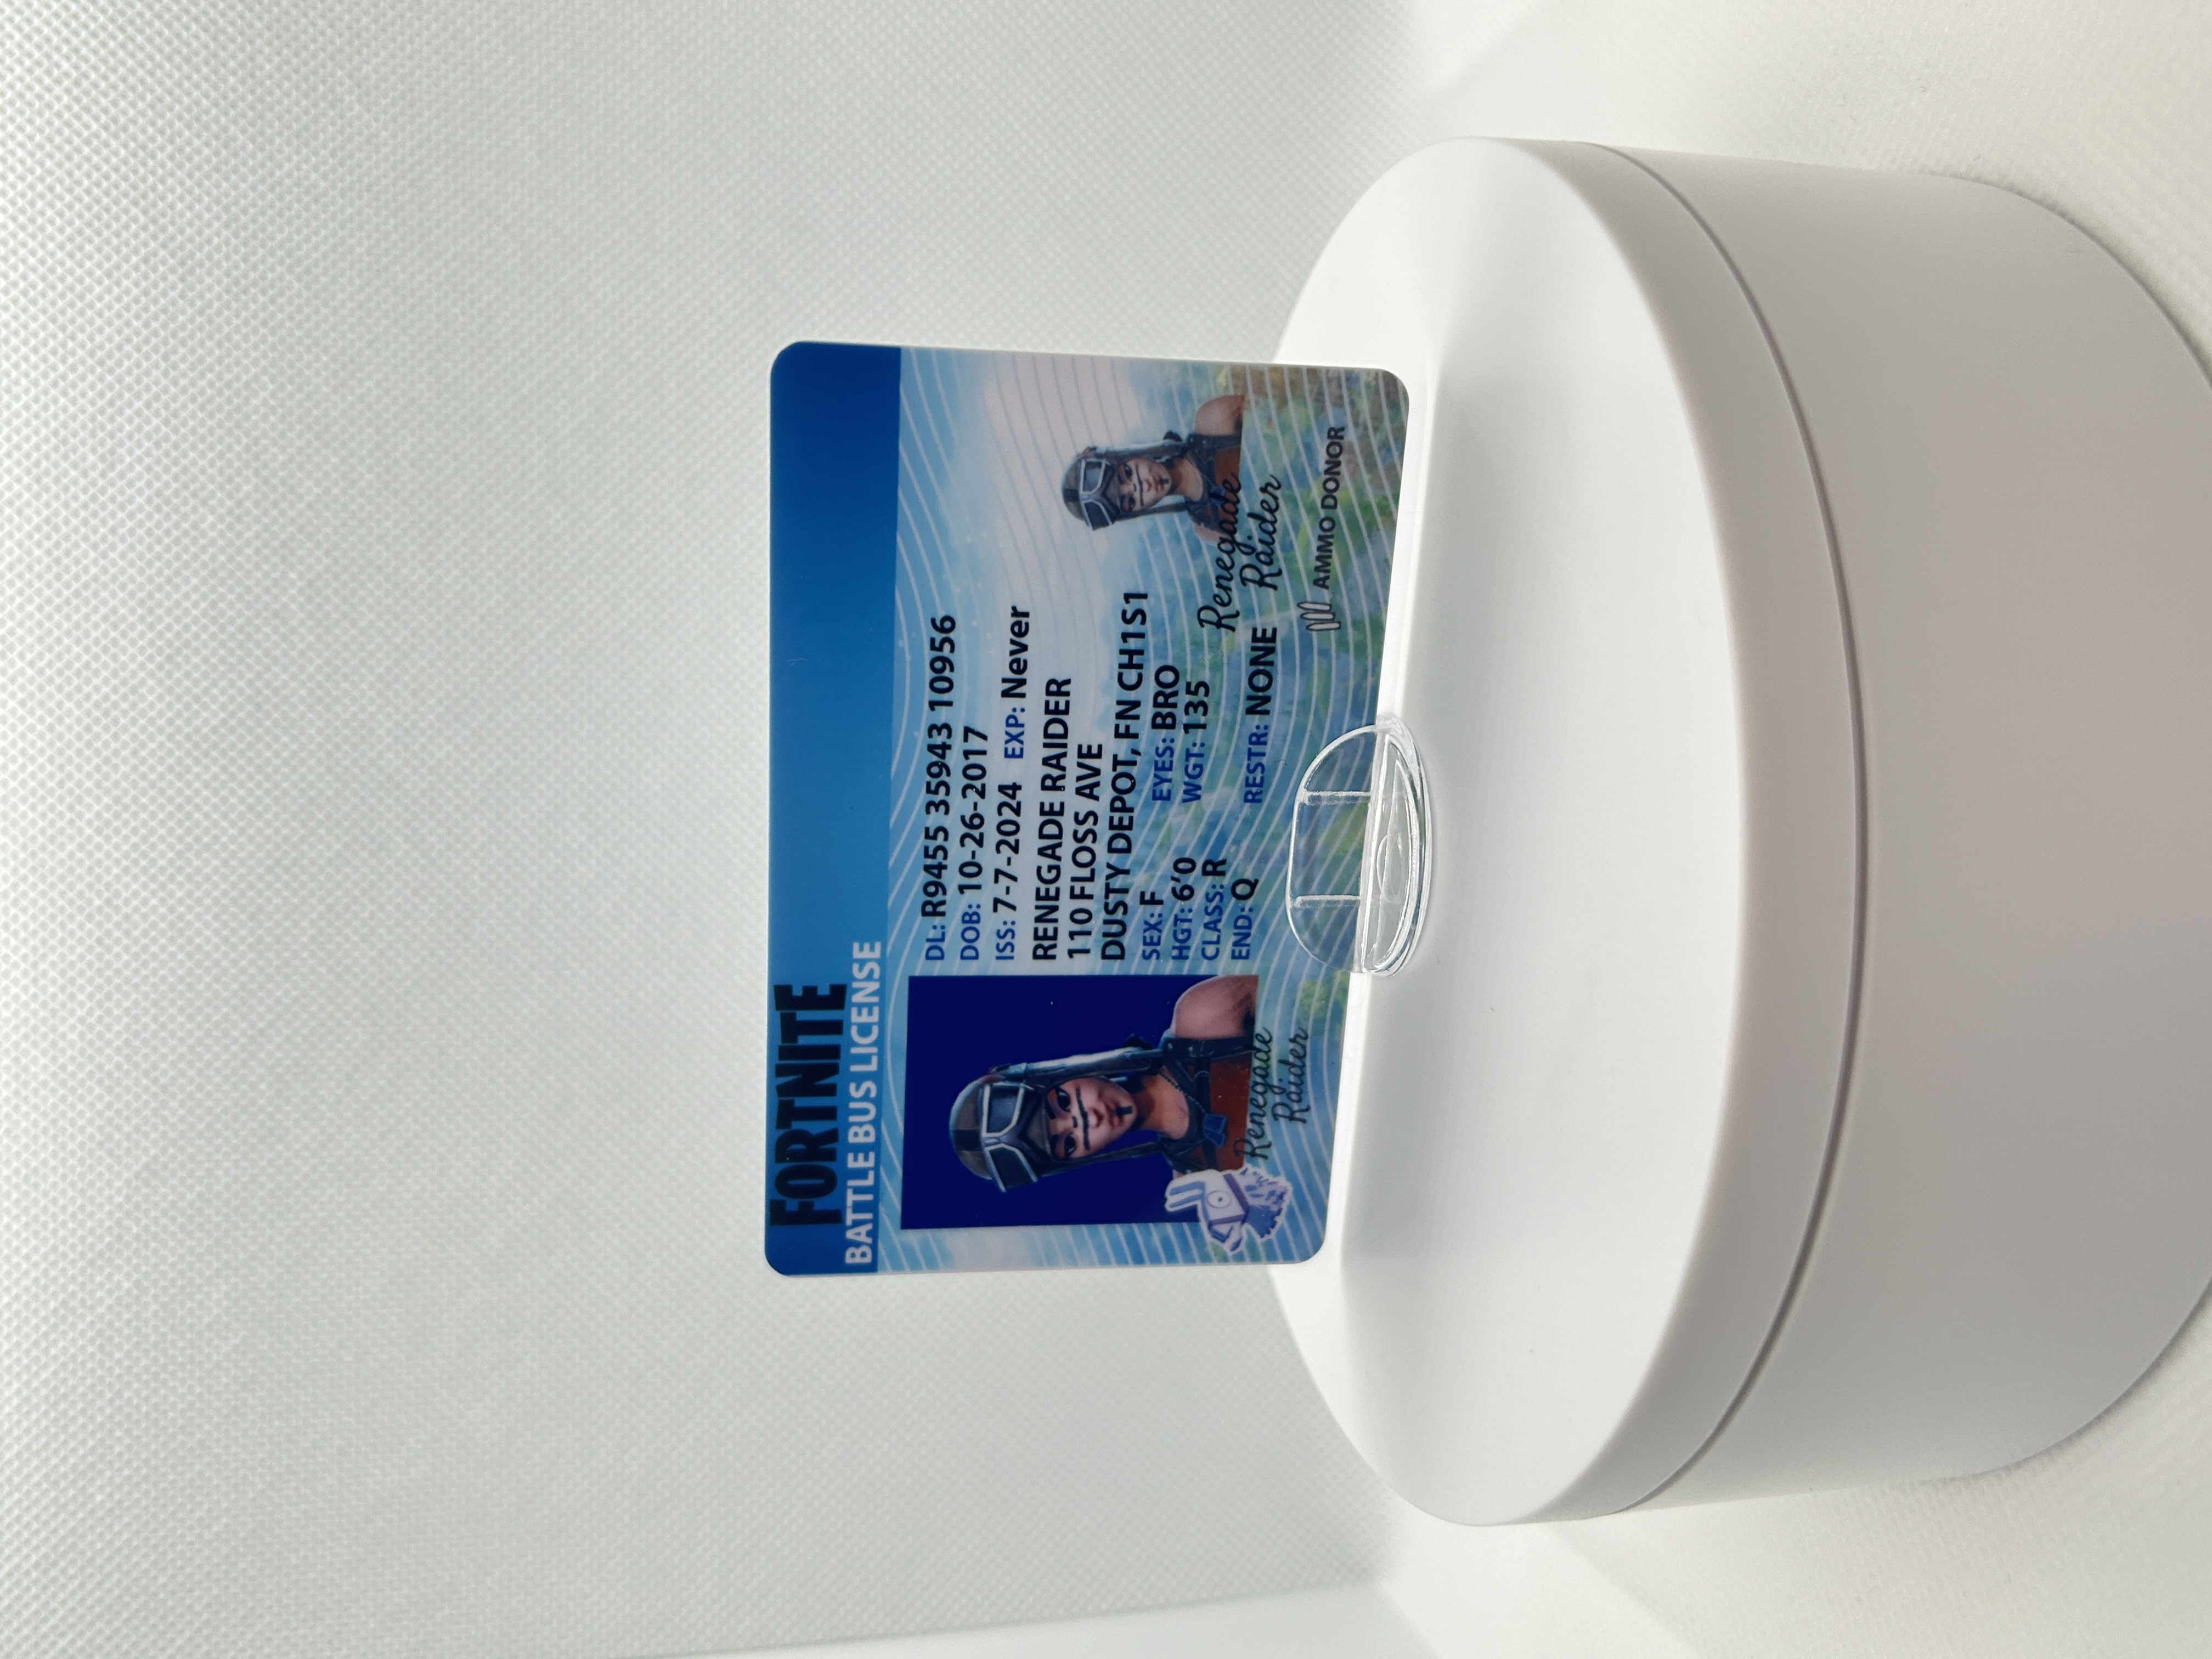 FORTNITE
BATTLE BUS LICENSE
DL: R9455 35943 10956
DOB: 10-26-2017
ISS: 7-7-2024 EXP: Never
RENEGADE RAIDER
110 FLOSS AVE
DUSTY DEPOT, FN CH1S1
SEX: F EYES: BRO
HGT: 6'0 WGT: 135
CLASS: R
END: Q RESTR: NONE
Renegade
Raider
Renegade
Raider
AMMO DONOR